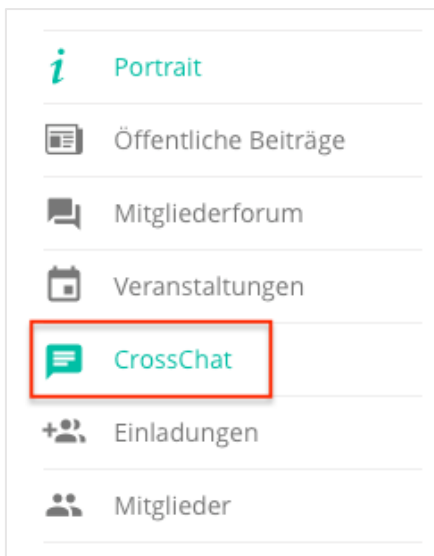 Portrait
Öffentliche Beiträge
Mitgliederforum
Veranstaltungen
CrossChat
Einladungen
Mitglieder